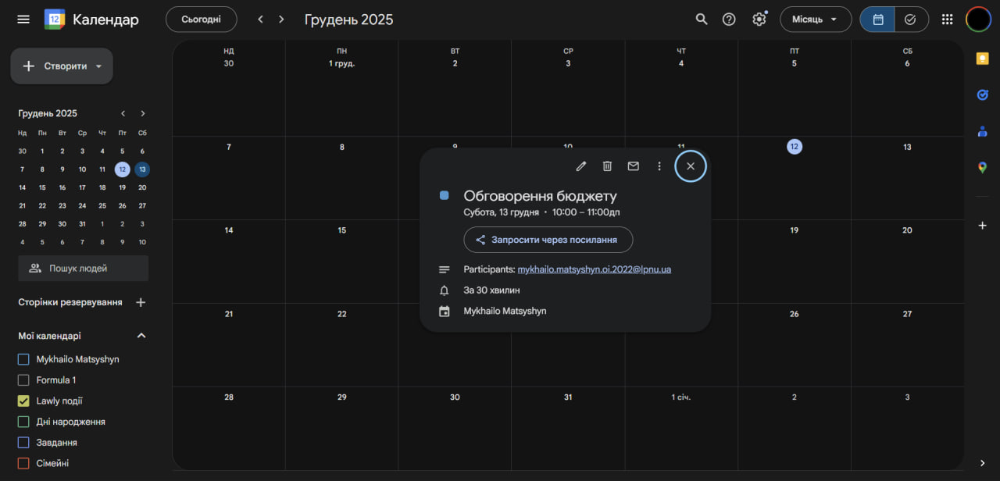 12 Календар
Сьогодні
Грудень 2025
Місяць
Створити
Грудень 2025
Нд Пн Вт Ср Чт Пт Сб
30 1 2 3 4 5 6
7 8 9 10 11 12 13
14 15 16 17 18 19 20
21 22 23 24 25 26 27
28 29 30 31 1 2 3
4 5 6 7 8 9 10
Пошук людей
Сторінки резервування
Мої календарі
Mykhailo Matsyshyn
Formula 1
Lawly події
Дні народження
Завдання
Сімейні
НД ПН ВТ СР ЧТ ПТ СБ
30 1 груд. 2 3 4 5 6
7 8 9 10 11 12 13
14 15 19 20
21 22 26 27
28 29 30 31 1 січ. 2 3
Обговорення бюджету
Субота, 13 грудня · 10:00 – 11:00дп
Запросити через посилання
Participants: mykhailo.matsyshyn.oi.2022@lpnu.ua
За 30 хвилин
Mykhailo Matsyshyn